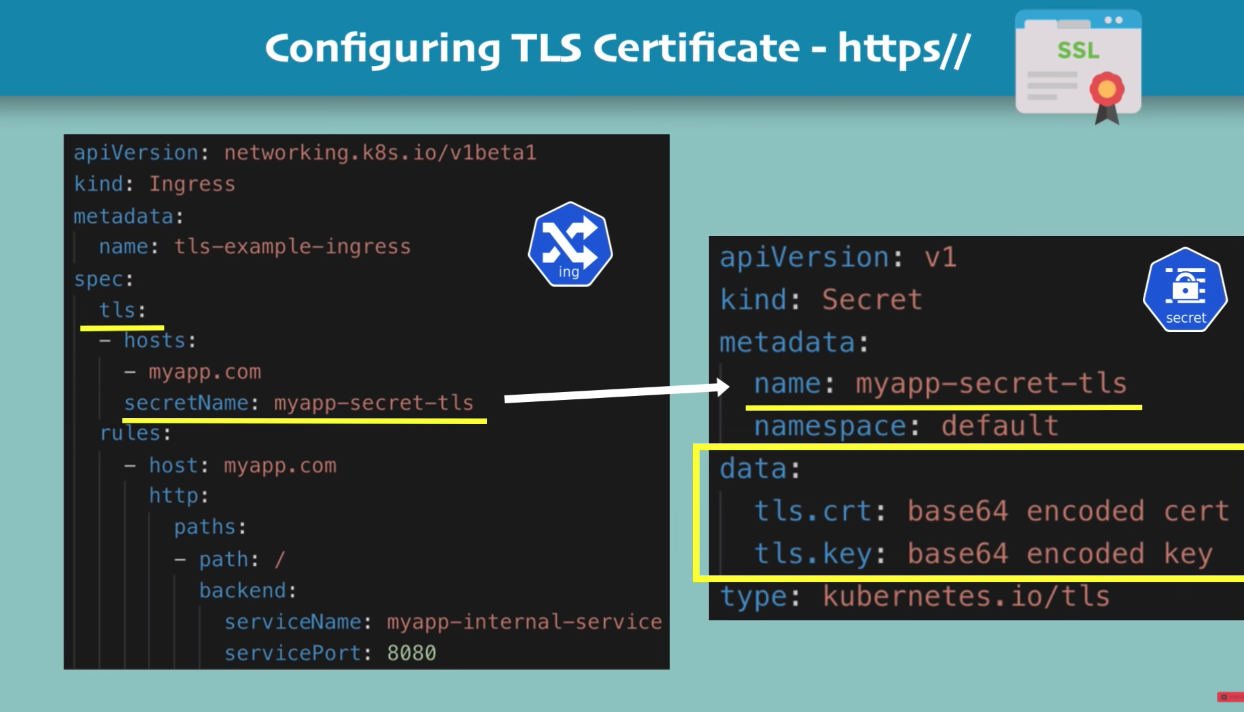 Configuring TLS Certificate - https//
SSL
apiVersion: networking.k8s.io/v1beta1
kind: Ingress
metadata:
  name: tls-example-ingress
spec:
  tls:
  - hosts:
    - myapp.com
    secretName: myapp-secret-tls
  rules:
    - host: myapp.com
      http:
        paths:
        - path: /
          backend:
            serviceName: myapp-internal-service
            servicePort: 8080
ing
apiVersion: v1
kind: Secret
metadata:
  name: myapp-secret-tls
  namespace: default
data:
  tls.crt: base64 encoded cert
  tls.key: base64 encoded key
type: kubernetes.io/tls
secret